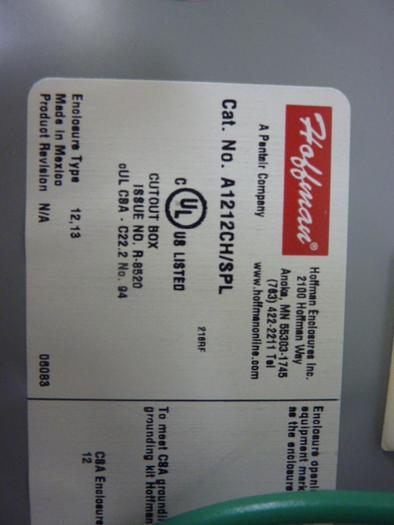 Hoffman®
A Pentair Company
Hoffman Enclosures Inc.
2100 Hoffman Way
Anoka, MN 55303-1745
(763) 422-2211 Tel
www.hoffmanonline.com
Cat. No. A1212CH/SPL
218RF
C UL US LISTED
CUTOUT BOX
ISSUE NO. R-8520
cUL CSA - C22.2 No. 94
Enclosure Type 12,13
Made in Mexico
Product Revision N/A
06083
Enclosure openi
equipment mark
as the enclosure
To meet CSA groundi
grounding kit Hoffman
CSA Enclosure
12